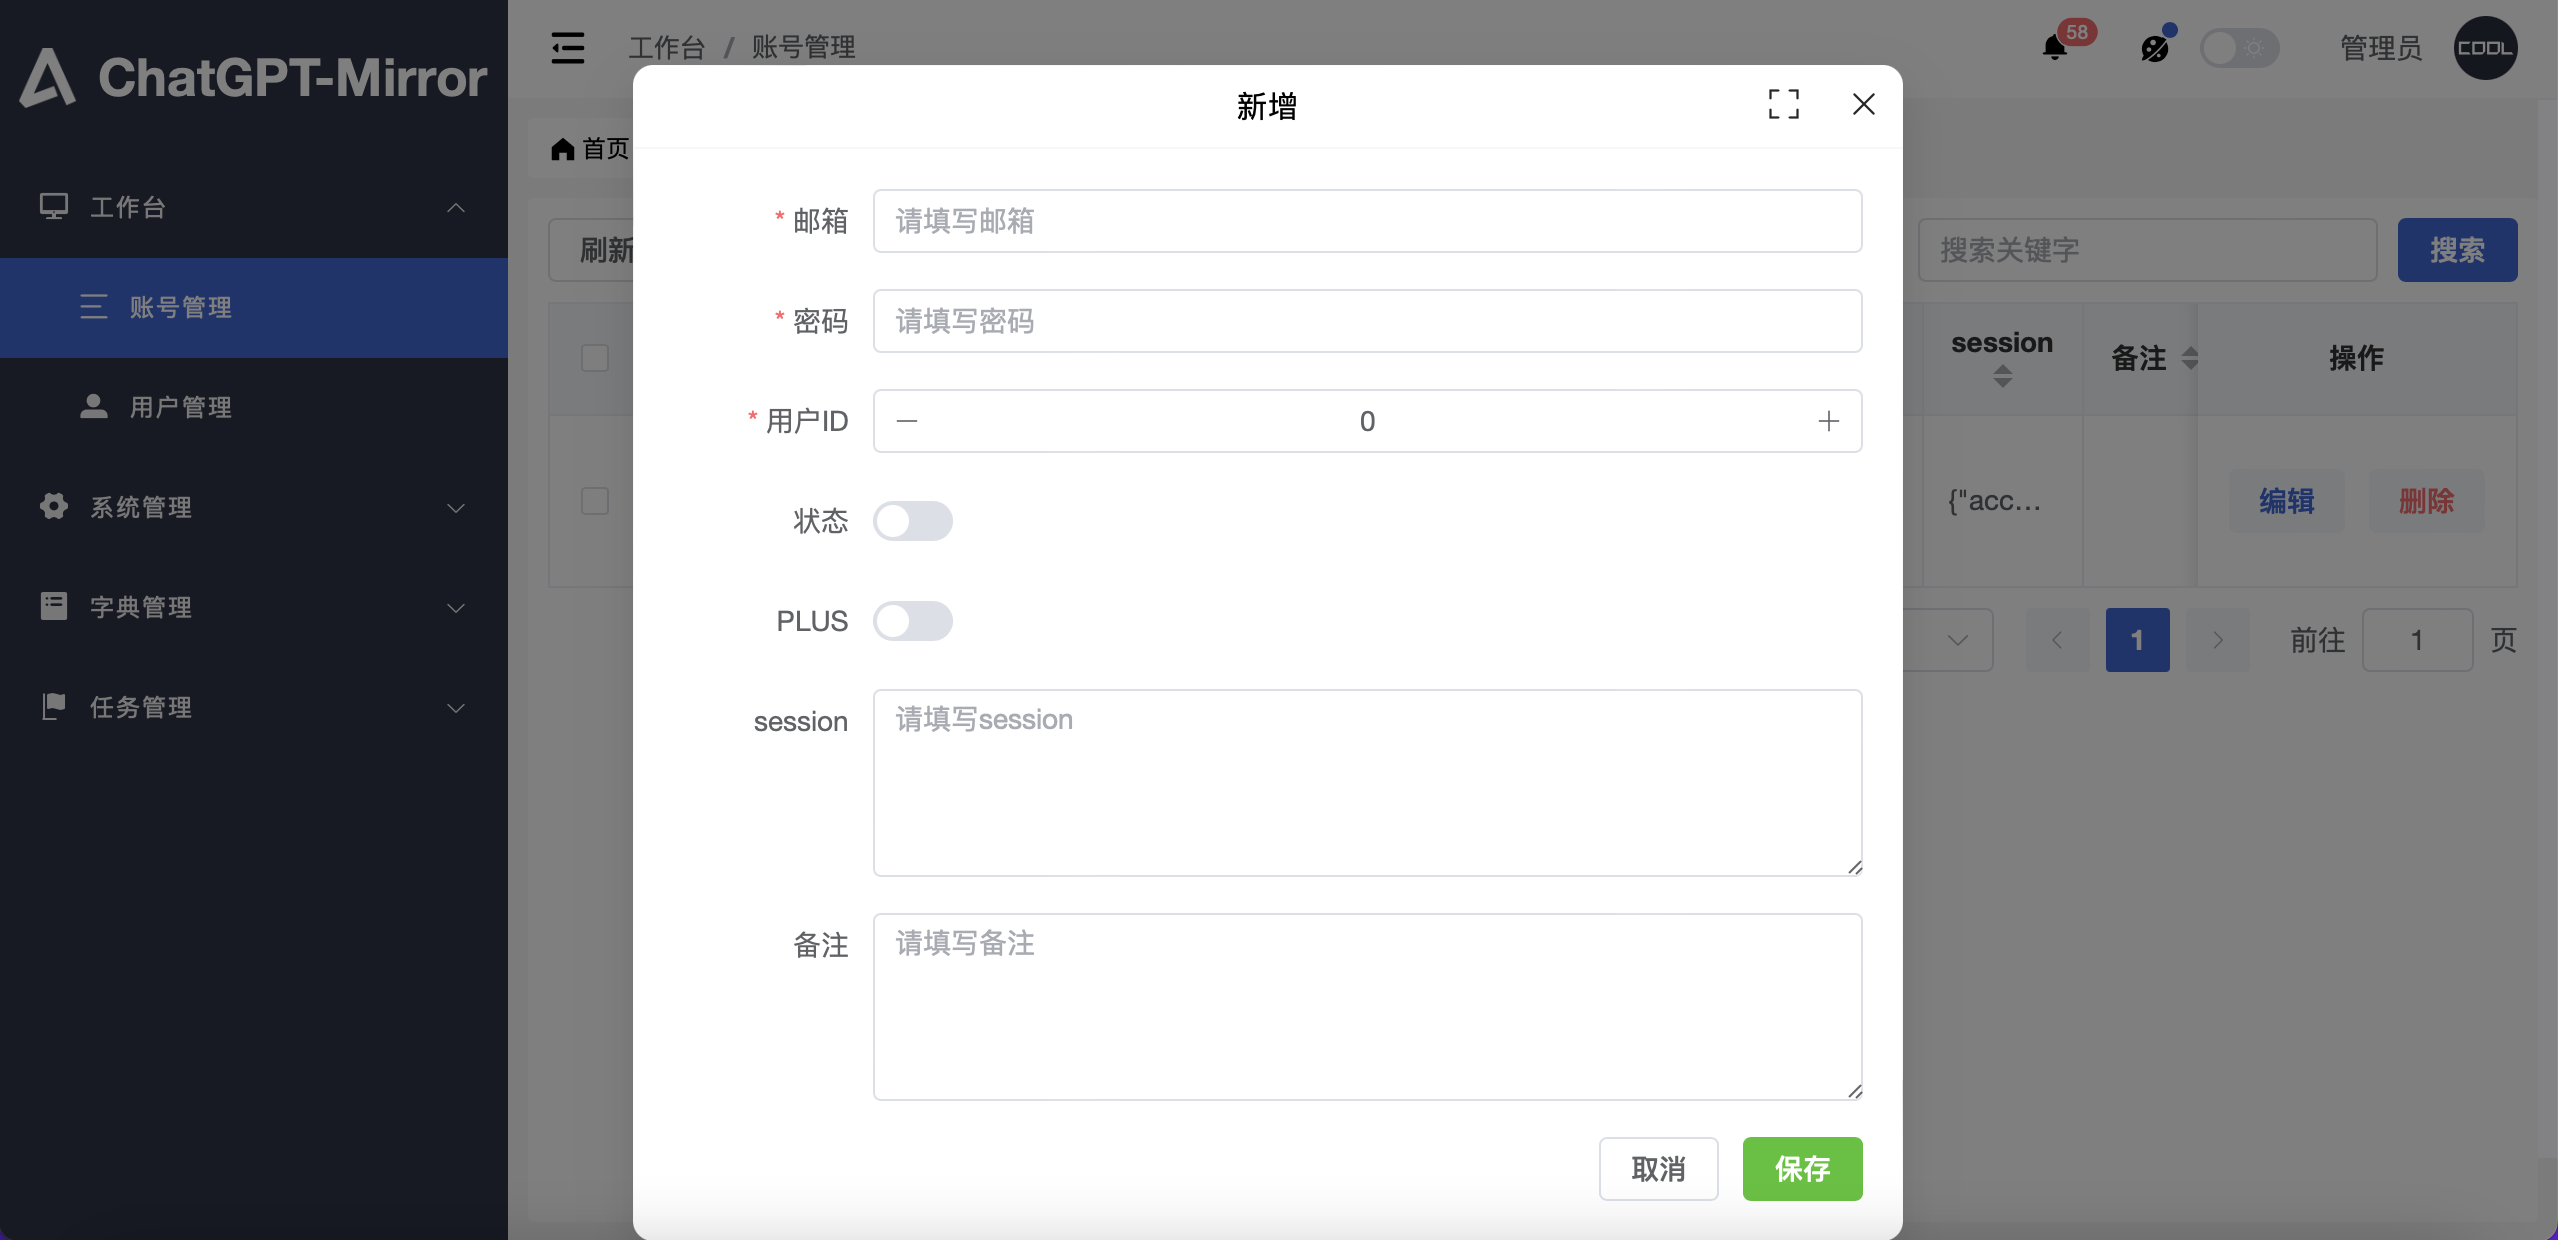 ChatGPT-Mirror
工作台
账号管理
用户管理
系统管理
字典管理
任务管理
工作台 / 账号管理
58
管理员
COOL
首页
刷新
搜索关键字
搜索
session
备注
操作
{"acc...
编辑
删除
1
前往
1
页
新增
* 邮箱
请填写邮箱
* 密码
请填写密码
* 用户ID
0
状态
PLUS
session
请填写session
备注
请填写备注
取消
保存